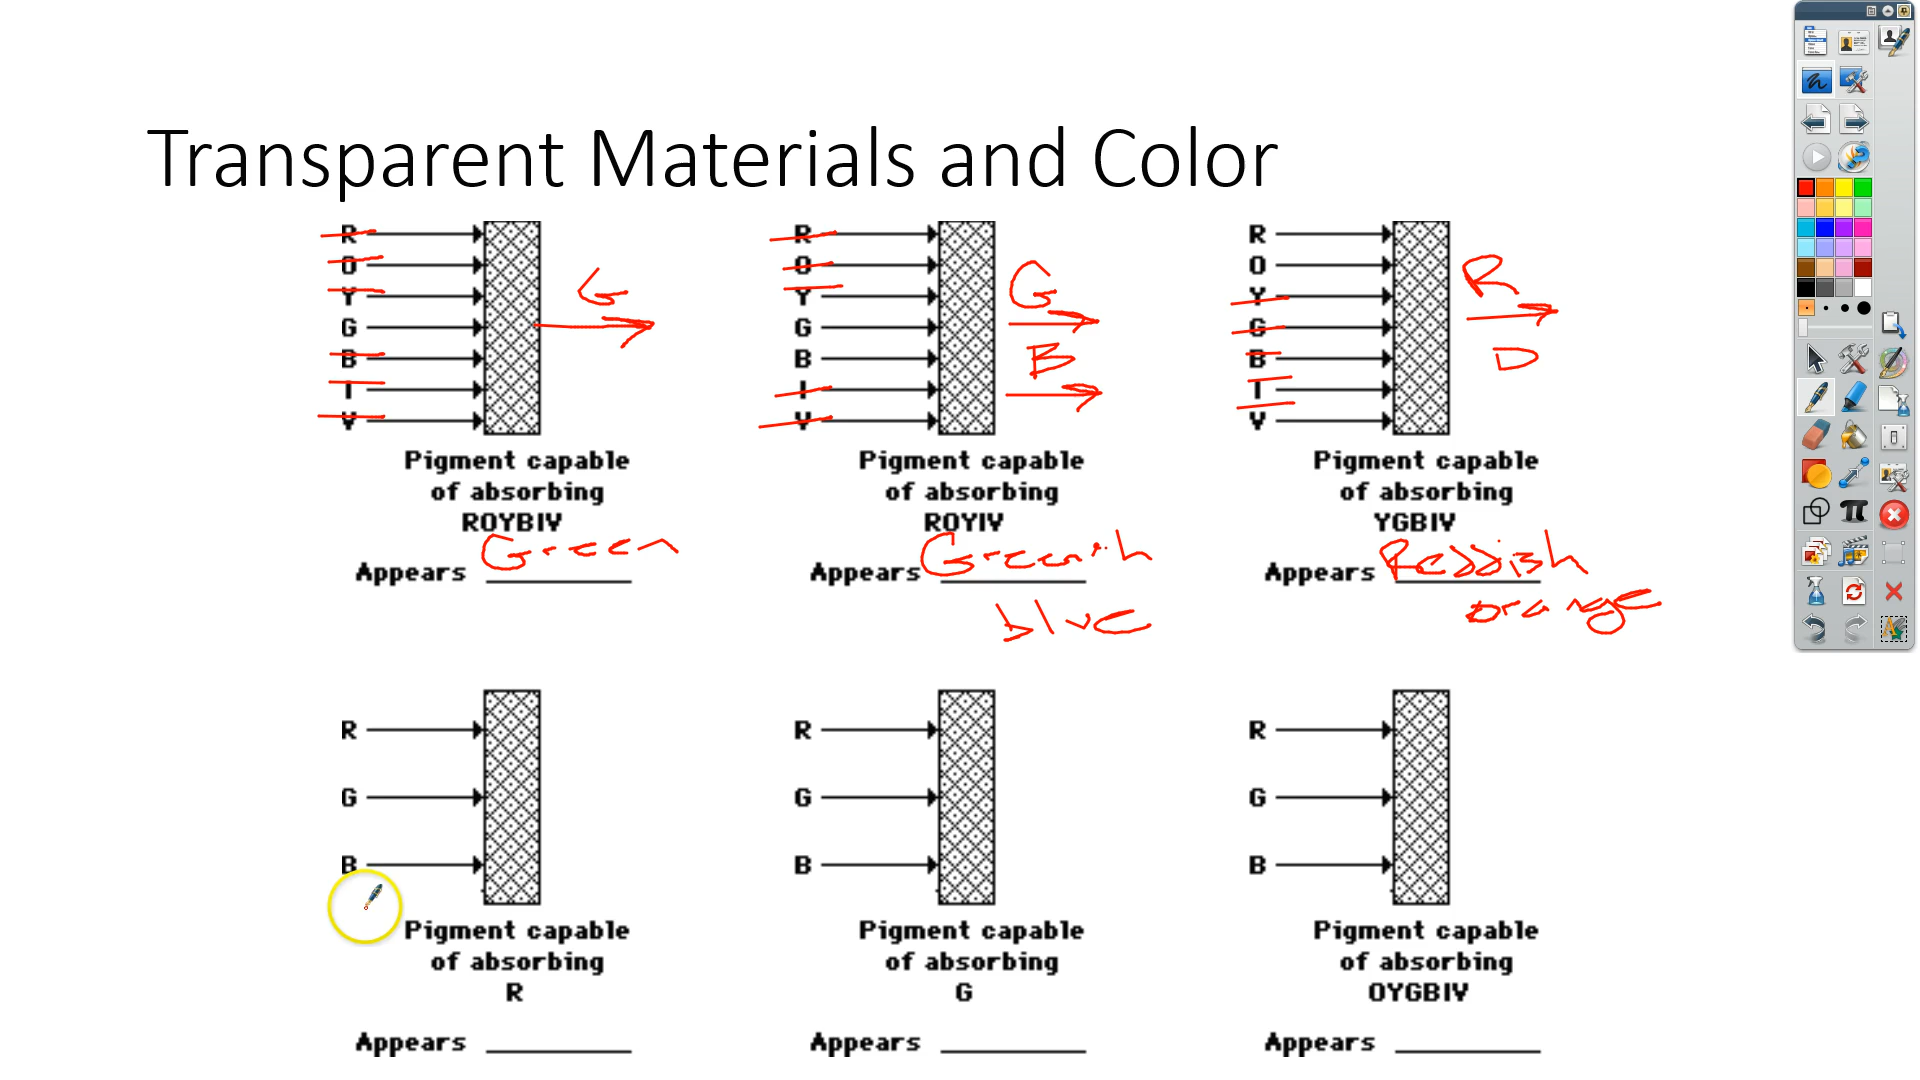 Transparent Materials and Color
R R R
O O O
Y Y Y
G G G
B B B
I I I
V V V
G
G
B
R
O
Pigment capable
of absorbing
ROYBIV
Appears Green
Pigment capable
of absorbing
ROYIV
Appears Greenish
blue
Pigment capable
of absorbing
YGBIV
Appears Reddish
orange
R R R
G G G
B B B
Pigment capable
of absorbing
R
Appears
Pigment capable
of absorbing
G
Appears
Pigment capable
of absorbing
OYGBIV
Appears